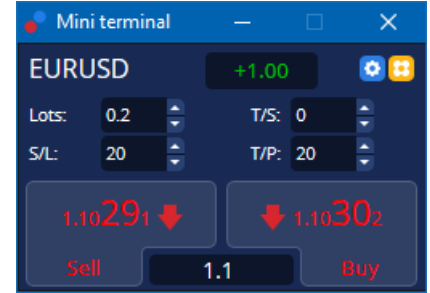 Mini terminal
EURUSD +1.00
Lots: 0.2 T/S: 0
S/L: 20 T/P: 20
1.10291 1.10302
Sell 1.1 Buy